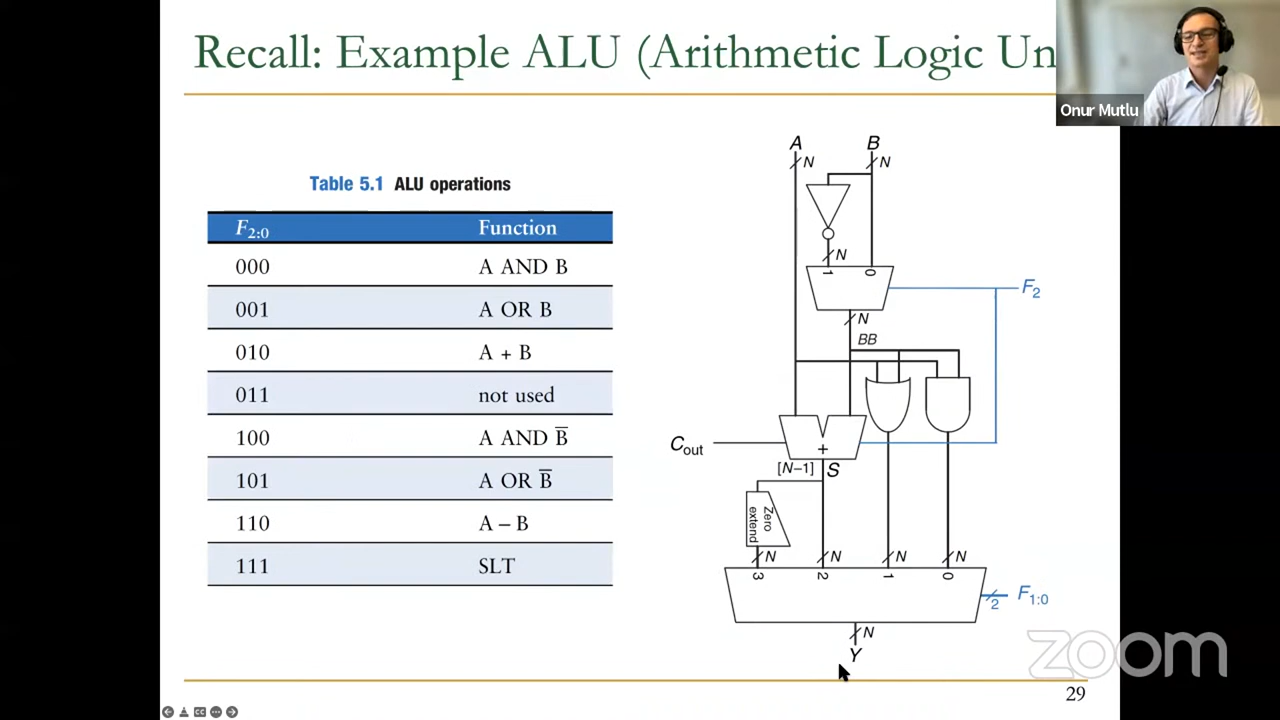 Recall: Example ALU (Arithmetic Logic Un
Onur Mutlu
Table 5.1 ALU operations
F2:0 Function
000 A AND B
001 A OR B
010 A + B
011 not used
100 A AND B̅
101 A OR B̅
110 A – B
111 SLT
A B
N N
N
1 0
F2
N
BB
Cout
+
[N–1] S
Zero extend
N N N N
3 2 1 0
2 F1:0
N
Y
zoom
29
CC